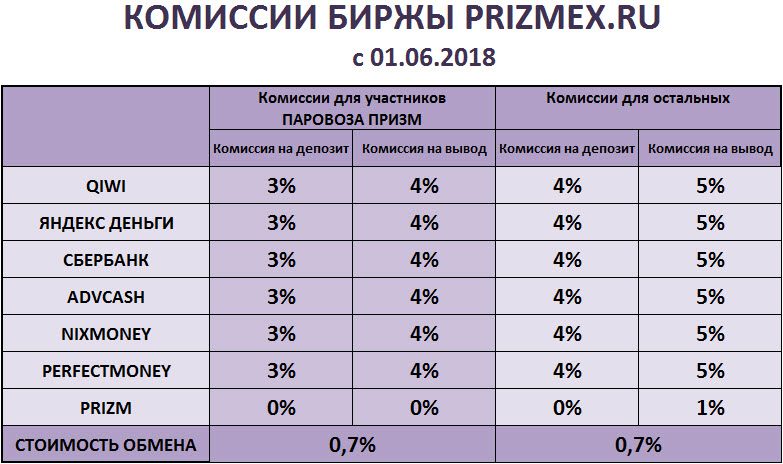 КОМИССИИ БИРЖЫ PRIZMEX.RU
с 01.06.2018
Комиссии для участников Комиссии для остальных
ПАРОВОЗА ПРИЗМ
Комиссия на депозит Комиссия на вывод Комиссия на депозит Комиссия на вывод
QIWI 3% 4% 4% 5%
ЯНДЕКС ДЕНЬГИ 3% 4% 4% 5%
СБЕРБАНК 3% 4% 4% 5%
ADVCASH 3% 4% 4% 5%
NIXMONEY 3% 4% 4% 5%
PERFECTMONEY 3% 4% 4% 5%
PRIZM 0% 0% 0% 1%
СТОИМОСТЬ ОБМЕНА 0,7% 0,7%